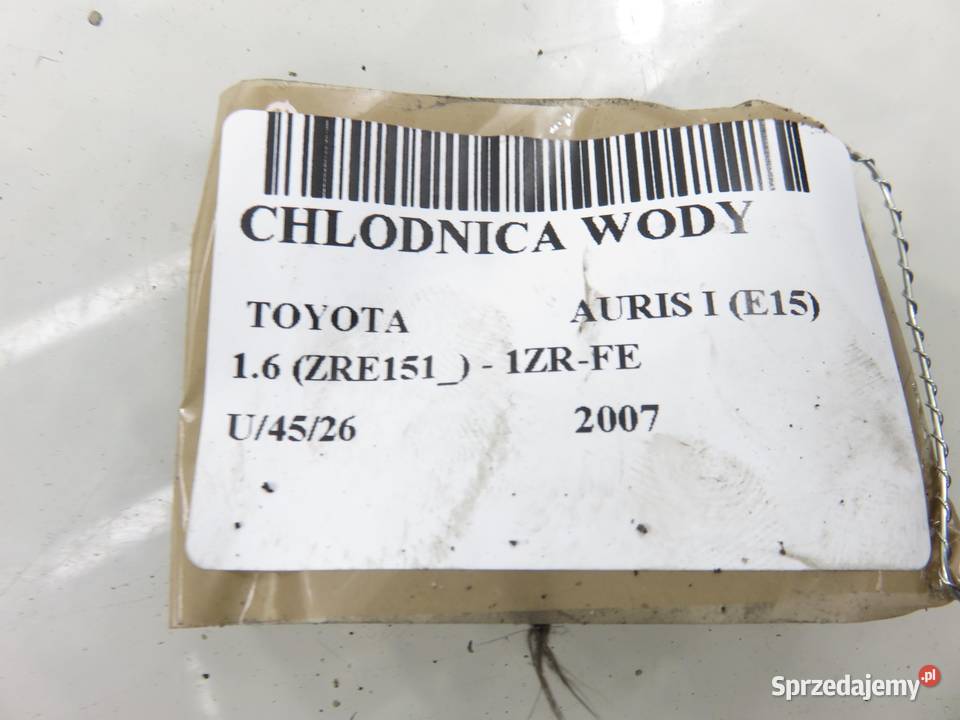 CHLODNICA WODY
TOYOTA AURIS I (E15)
1.6 (ZRE151_) - 1ZR-FE
U/45/26 2007
Sprzedajemy.pl